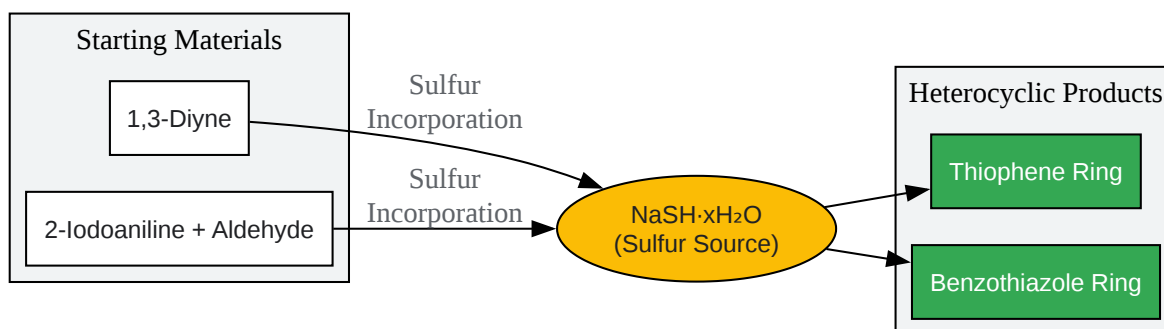 Starting Materials
1,3-Diyne
2-Iodoaniline + Aldehyde
Sulfur
Incorporation
Sulfur
Incorporation
NaSH·xH₂O
(Sulfur Source)
Heterocyclic Products
Thiophene Ring
Benzothiazole Ring